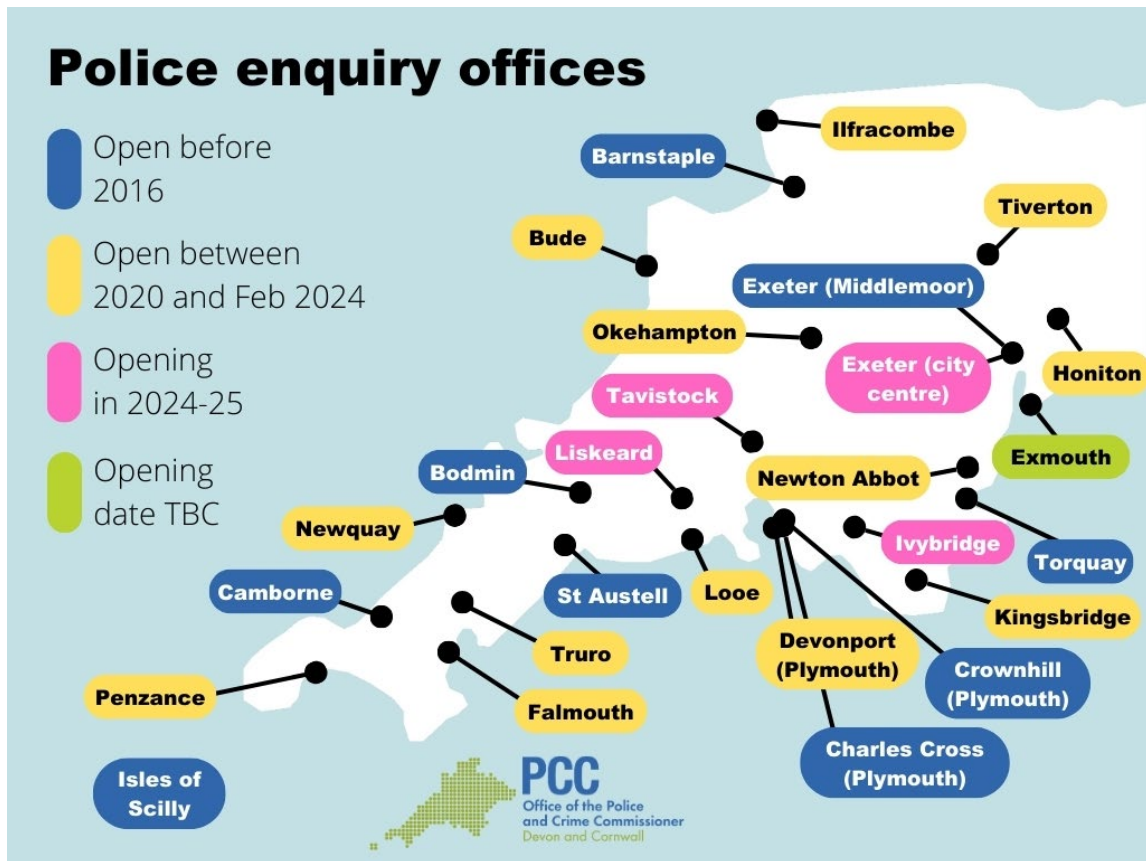 Police enquiry offices
Open before
2016
Open between
2020 and Feb 2024
Opening
in 2024-25
Opening
date TBC
Ilfracombe
Barnstaple
Tiverton
Bude
Exeter (Middlemoor)
Okehampton
Exeter (city
centre)
Honiton
Tavistock
Liskeard
Exmouth
Bodmin
Newton Abbot
Newquay
Ivybridge
Torquay
Camborne
St Austell
Looe
Kingsbridge
Truro
Devonport
(Plymouth)
Crownhill
(Plymouth)
Penzance
Falmouth
Charles Cross
(Plymouth)
Isles of
Scilly
PCC
Office of the Police
and Crime Commissioner
Devon and Cornwall